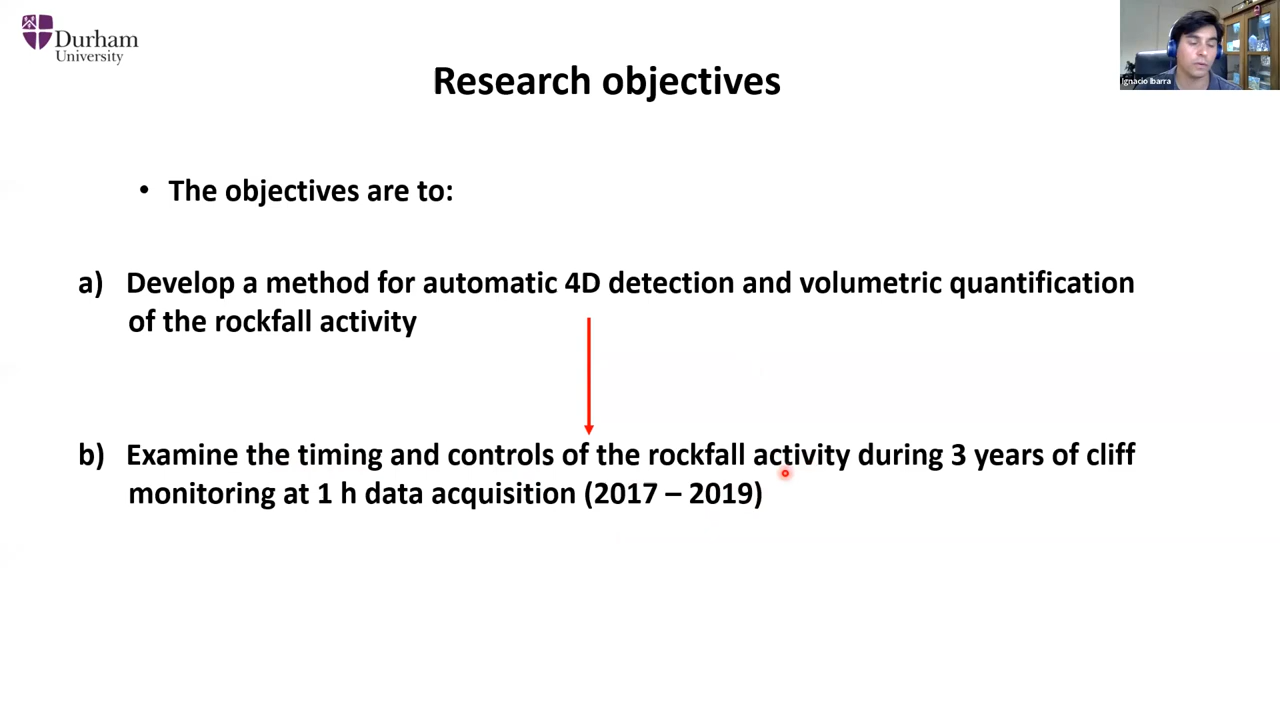 Durham
University
Ignacio Ibarra
Research objectives
• The objectives are to:
a) Develop a method for automatic 4D detection and volumetric quantification
of the rockfall activity
b) Examine the timing and controls of the rockfall activity during 3 years of cliff
monitoring at 1 h data acquisition (2017 – 2019)